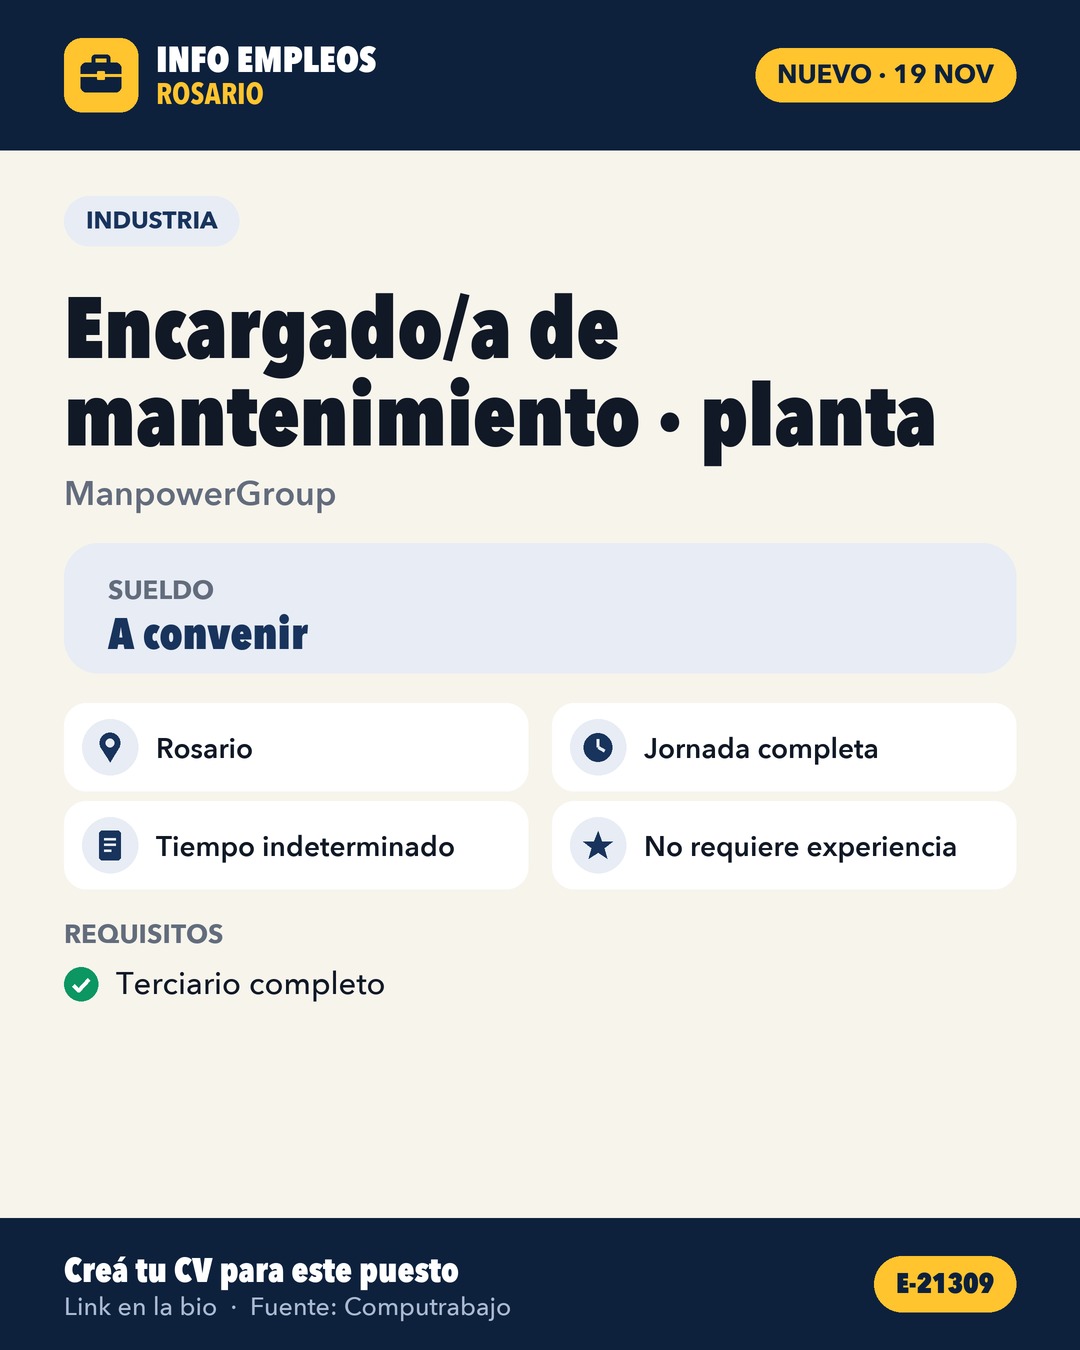 INFO EMPLEOS
ROSARIO
NUEVO · 19 NOV
INDUSTRIA
Encargado/a de
mantenimiento · planta
ManpowerGroup
SUELDO
A convenir
Rosario
Jornada completa
Tiempo indeterminado
No requiere experiencia
REQUISITOS
Terciario completo
Creá tu CV para este puesto
Link en la bio · Fuente: Computrabajo
E-21309